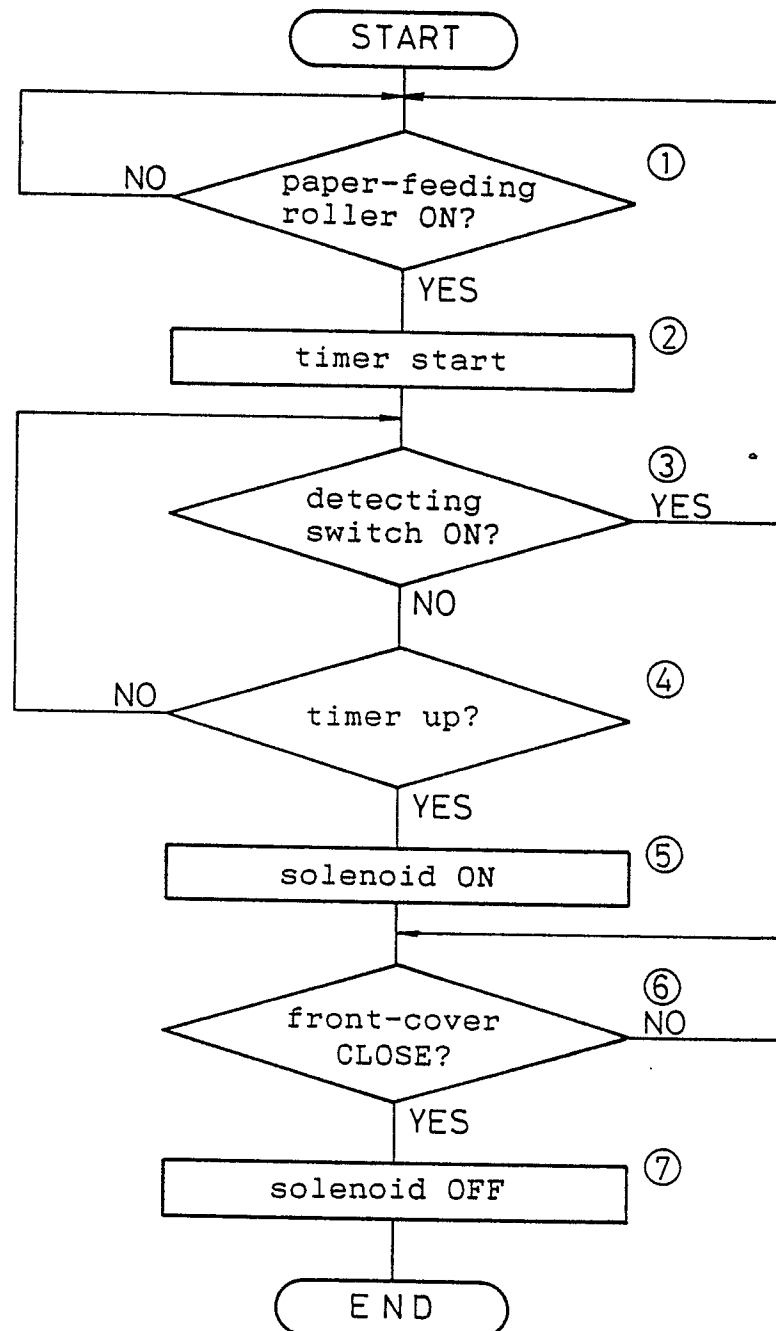 START
①
NO
paper-feeding
roller ON?
YES
②
timer start
③
detecting
switch ON?
YES
NO
④
NO
timer up?
YES
⑤
solenoid ON
⑥
front-cover
CLOSE?
NO
YES
⑦
solenoid OFF
END